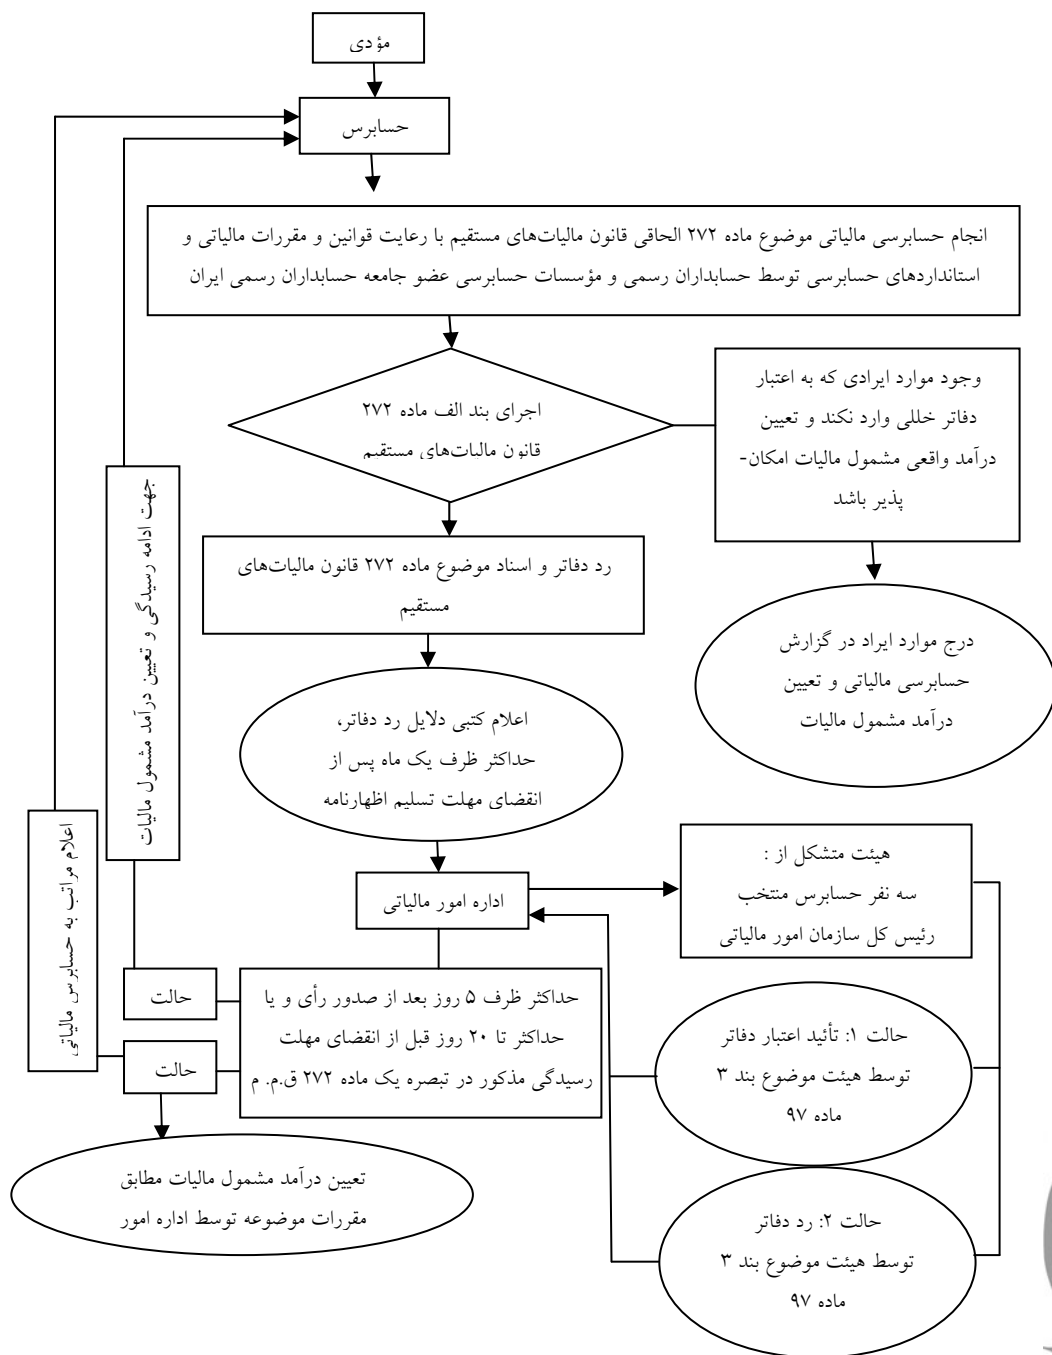 مؤدی
حسابرس
انجام حسابرسی مالیاتی موضوع ماده ۲۷۲ الحاقی قانون مالیات‌های مستقیم با رعایت قوانین و مقررات مالیاتی و
استانداردهای حسابرسی توسط حسابداران رسمی و مؤسسات حسابرسی عضو جامعه حسابداران رسمی ایران
اجرای بند الف ماده ۲۷۲
قانون مالیات‌های مستقیم
وجود موارد ایرادی که به اعتبار
دفاتر خللی وارد نکند و تعیین
درآمد واقعی مشمول مالیات امکان-
پذیر باشد
رد دفاتر و اسناد موضوع ماده ۲۷۲ قانون مالیات‌های
مستقیم
درج موارد ایراد در گزارش
حسابرسی مالیاتی و تعیین
درآمد مشمول مالیات
اعلام کتبی دلایل رد دفاتر،
حداکثر ظرف یک ماه پس از
انقضای مهلت تسلیم اظهارنامه
جهت ادامه رسیدگی و تعیین درآمد مشمول مالیات
اعلام مراتب به حسابرس مالیاتی
اداره امور مالیاتی
هیئت متشکل از :
سه نفر حسابرس منتخب
رئیس کل سازمان امور مالیاتی
حالت
حالت
حداکثر ظرف ۵ روز بعد از صدور رأی و یا
حداکثر تا ۲۰ روز قبل از انقضای مهلت
رسیدگی مذکور در تبصره یک ماده ۲۷۲ ق.م. م
حالت ۱: تأئید اعتبار دفاتر
توسط هیئت موضوع بند ۳
ماده ۹۷
تعیین درآمد مشمول مالیات مطابق
مقررات موضوعه توسط اداره امور
حالت ۲: رد دفاتر
توسط هیئت موضوع بند ۳
ماده ۹۷